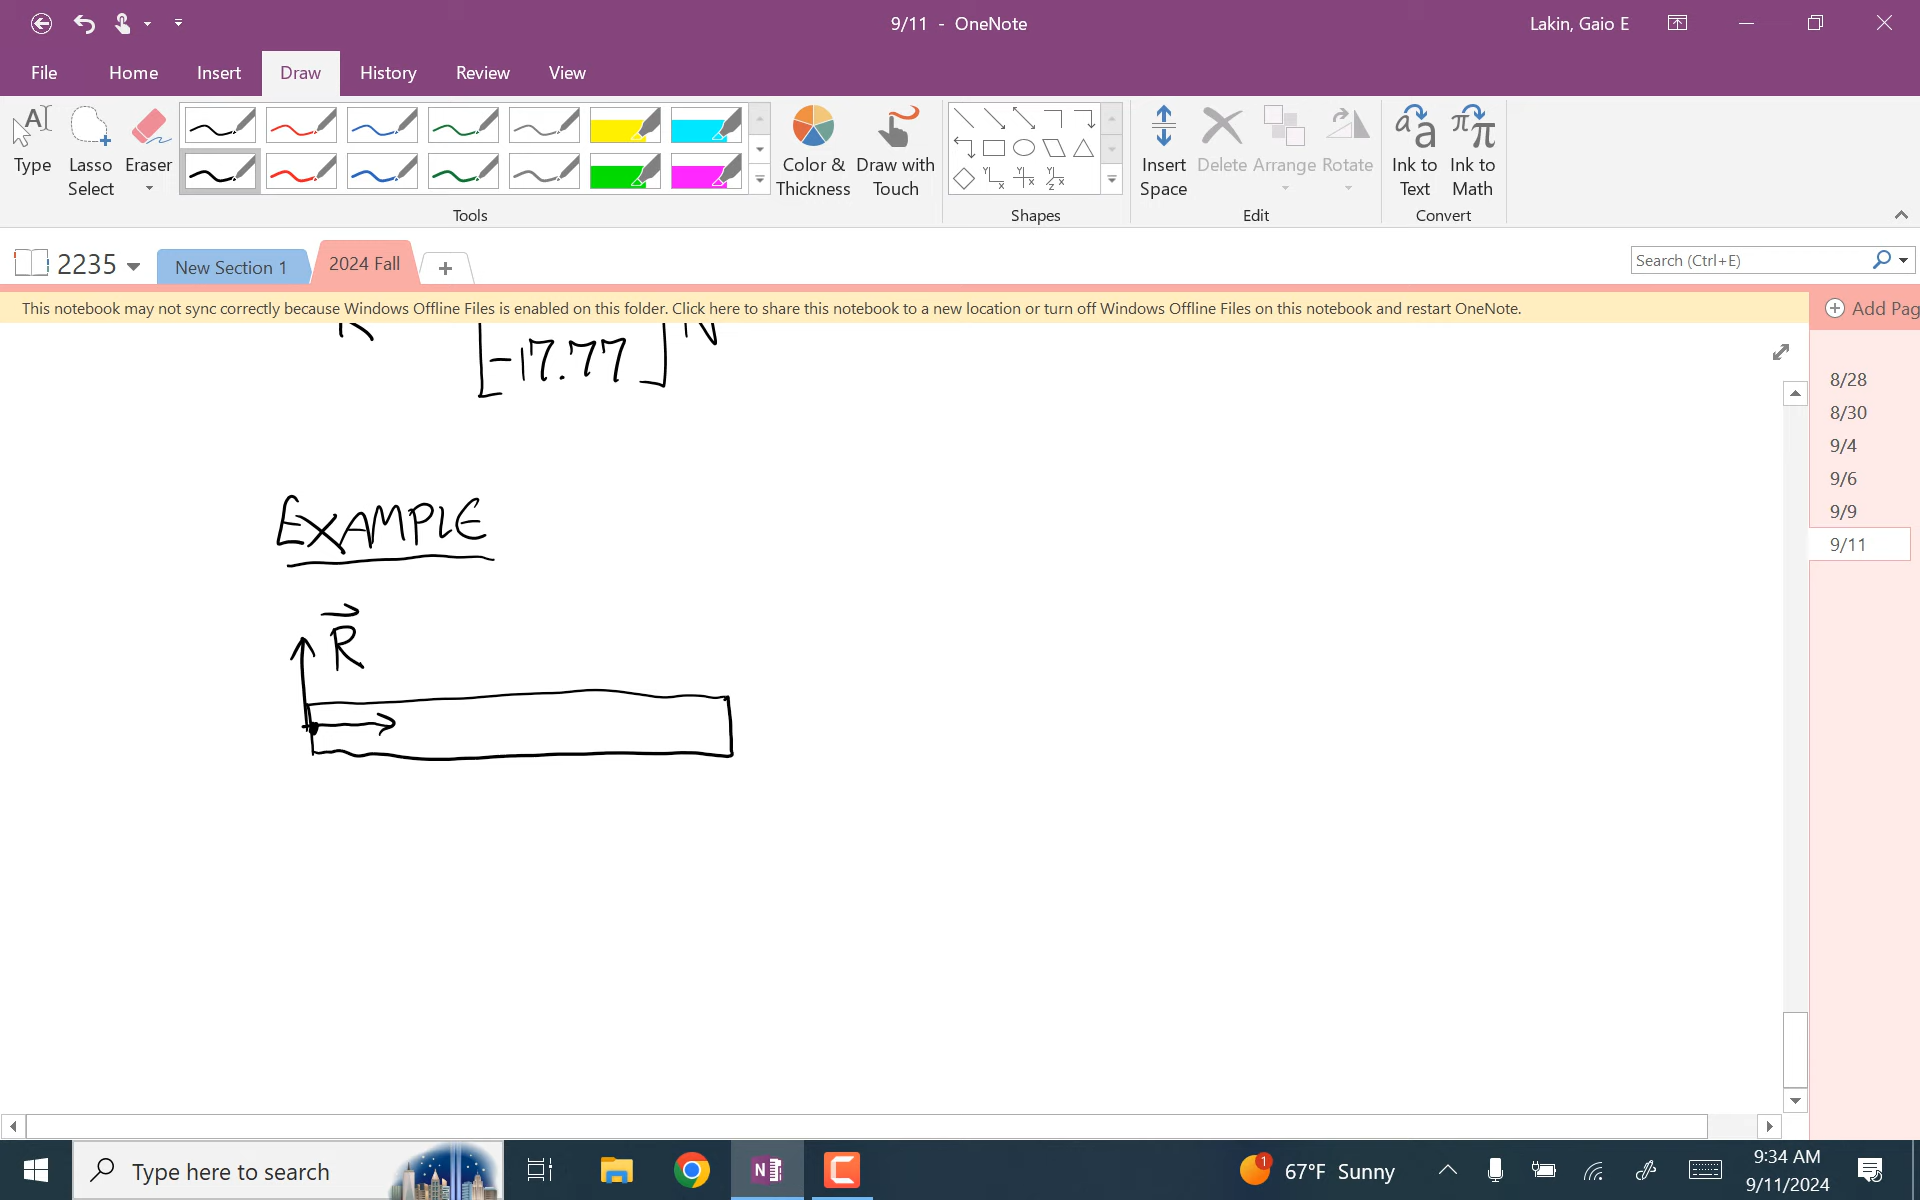 9/11 - OneNote
Lakin, Gaio E
File Home Insert Draw History Review View
Type
Lasso Select
Eraser
Color & Thickness
Draw with Touch
Insert Space
Delete
Arrange
Rotate
Ink to Text
Ink to Math
Tools
Shapes
Edit
Convert
2235
New Section 1
2024 Fall
Search (Ctrl+E)
This notebook may not sync correctly because Windows Offline Files is enabled on this folder. Click here to share this notebook to a new location or turn off Windows Offline Files on this notebook and restart OneNote.
Add Pag
8/28
8/30
9/4
9/6
9/9
9/11
-17.77
EXAMPLE
R
Type here to search
67°F Sunny
9:34 AM
9/11/2024